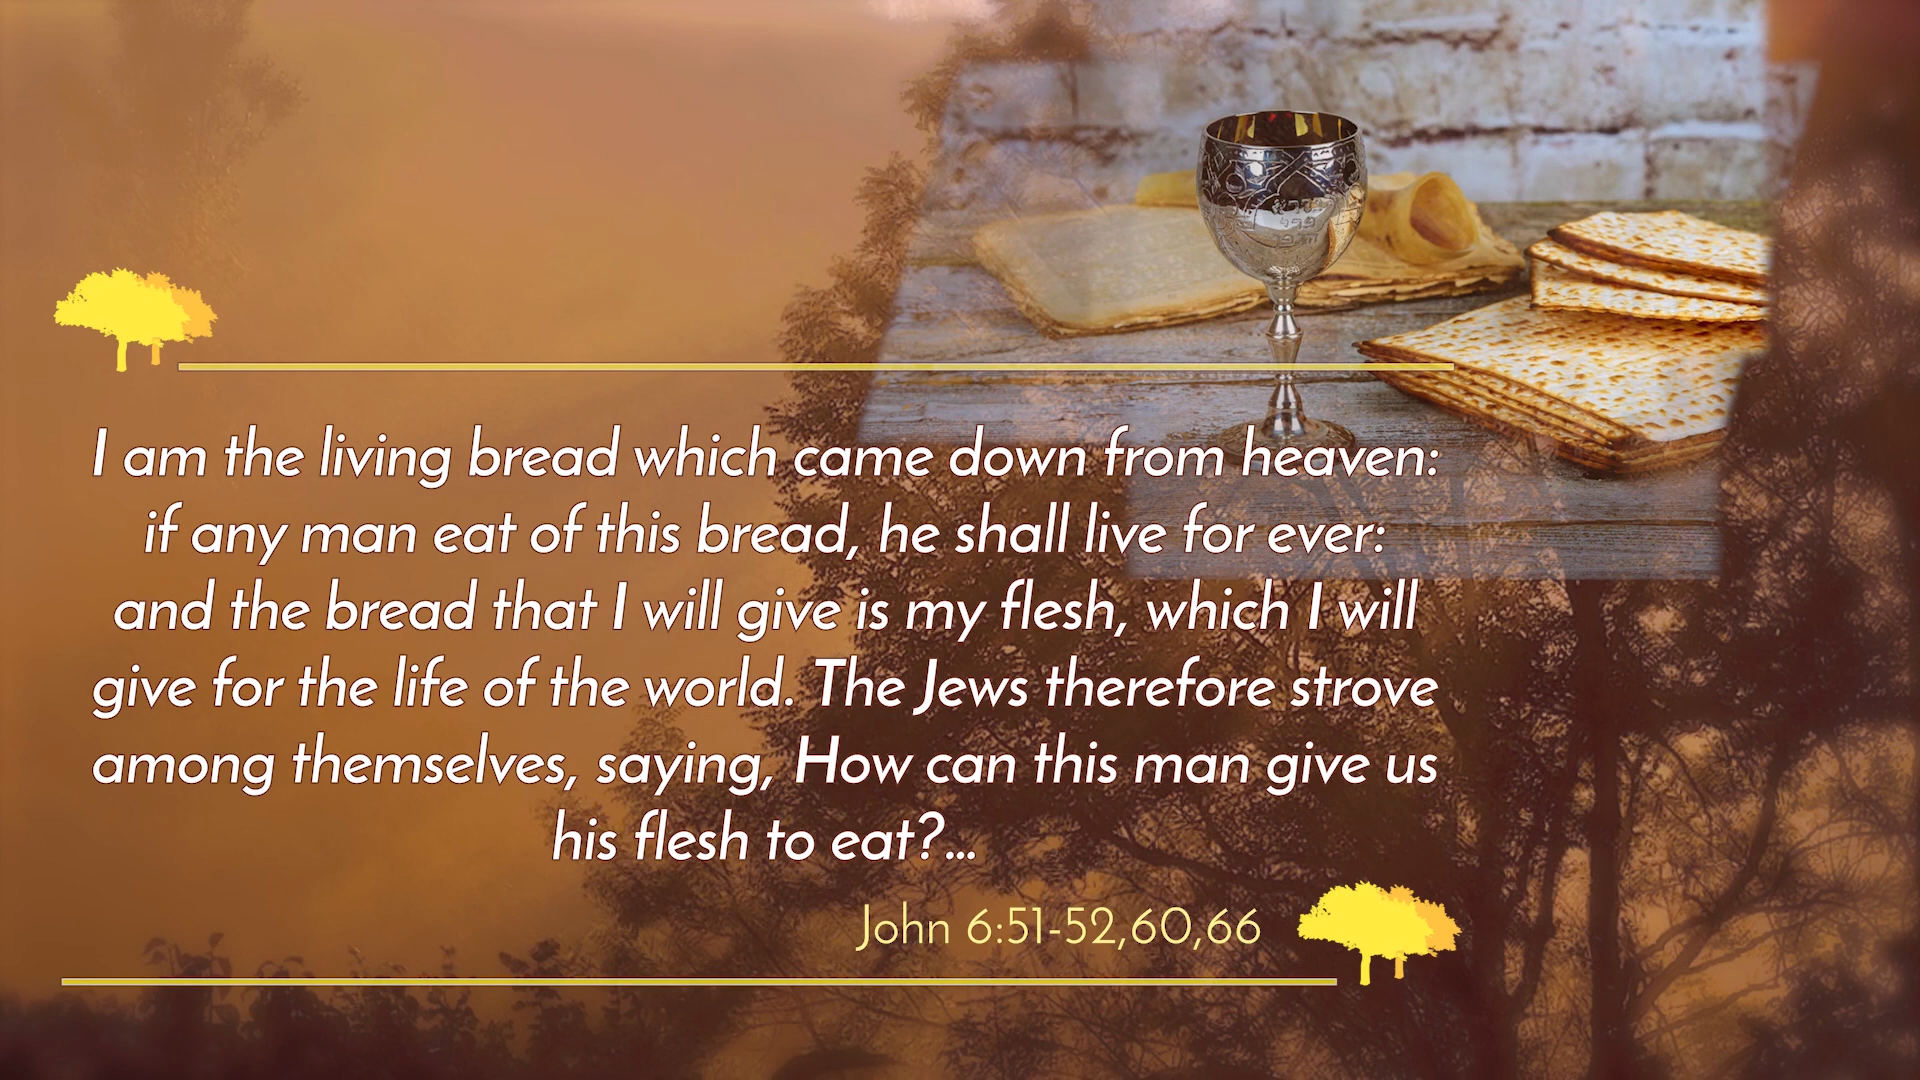 I am the living bread which came down from heaven:
if any man eat of this bread, he shall live for ever:
and the bread that I will give is my flesh, which I will
give for the life of the world. The Jews therefore strove
among themselves, saying, How can this man give us
his flesh to eat?...
John 6:51-52,60,66